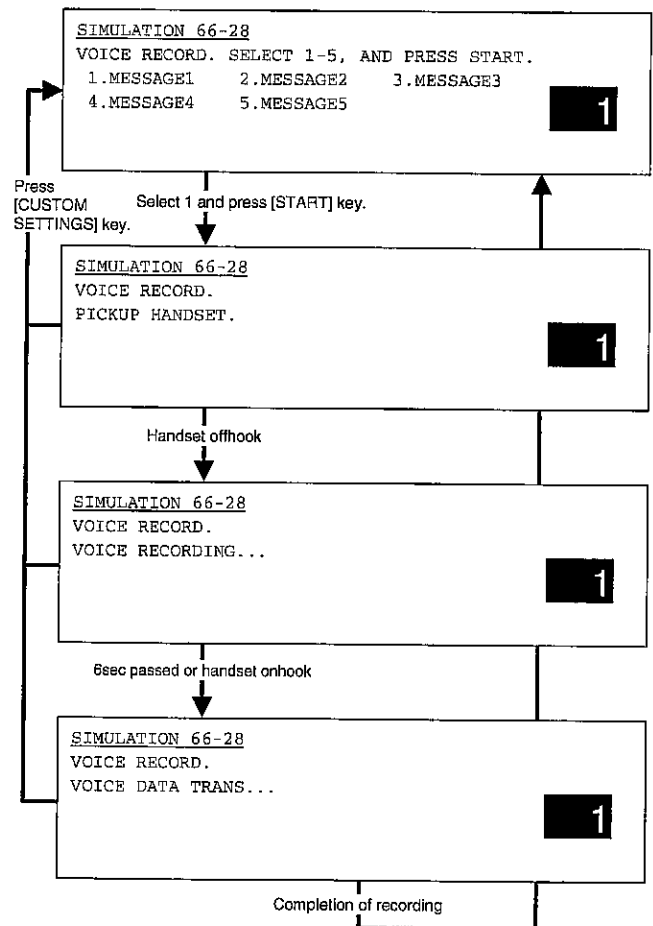 SIMULATION 66-28
VOICE RECORD. SELECT 1-5, AND PRESS START.
1.MESSAGE1 2.MESSAGE2 3.MESSAGE3
4.MESSAGE4 5.MESSAGE5
1
Press
[CUSTOM
SETTINGS] key.
Select 1 and press [START] key.
SIMULATION 66-28
VOICE RECORD.
PICKUP HANDSET.
1
Handset offhook
SIMULATION 66-28
VOICE RECORD.
VOICE RECORDING...
1
6sec passed or handset onhook
SIMULATION 66-28
VOICE RECORD.
VOICE DATA TRANS...
1
Completion of recording